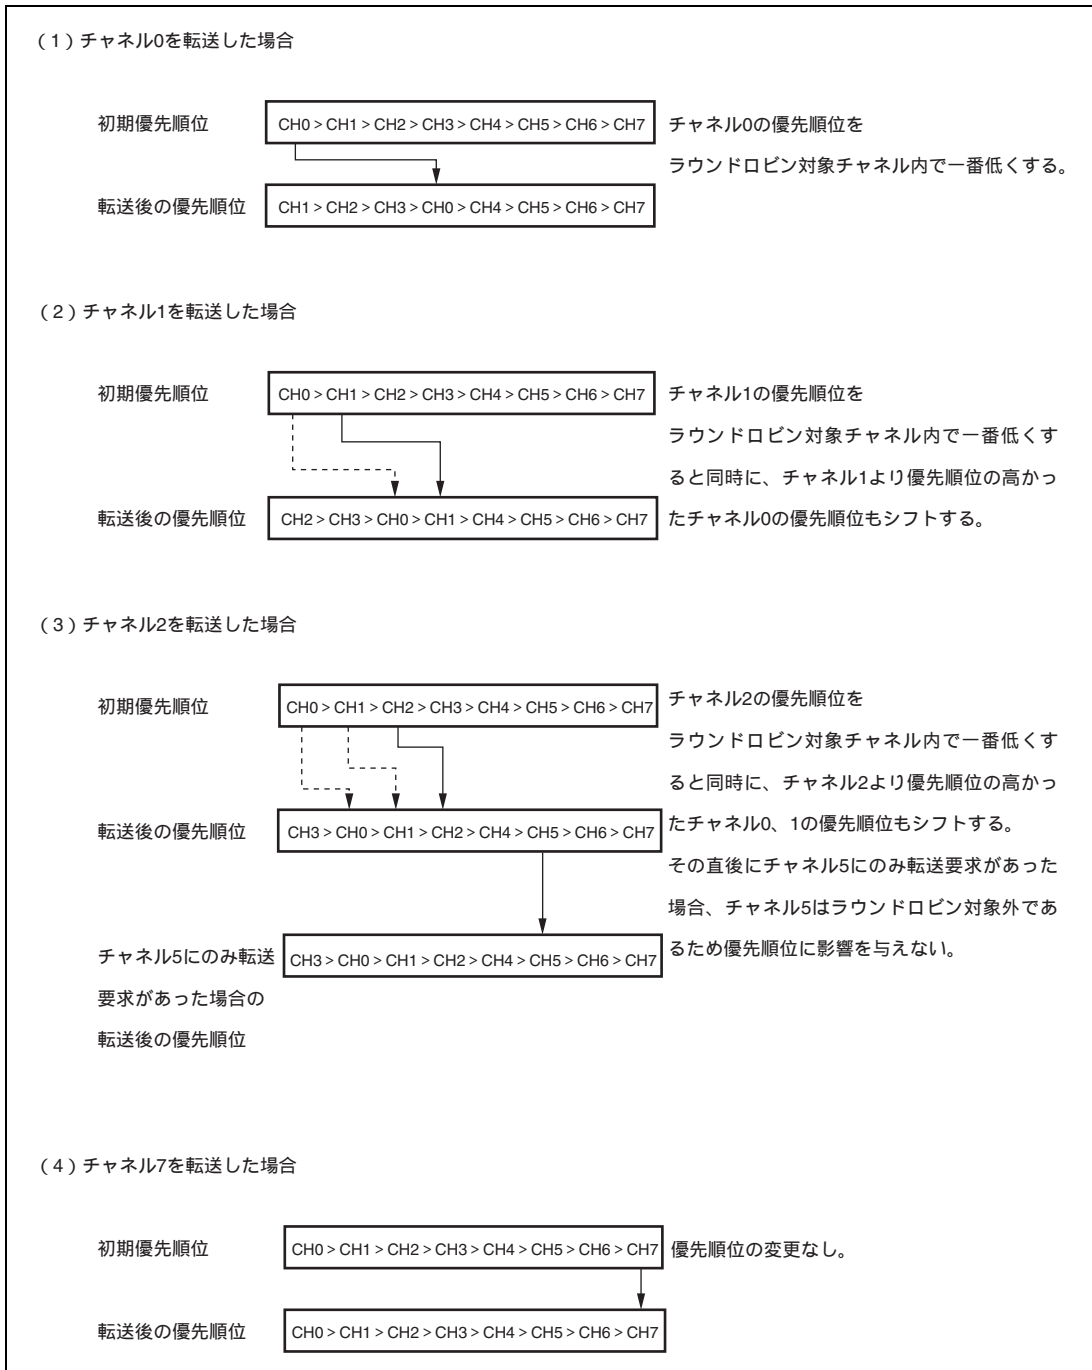 (1)チャネル0を転送した場合
初期優先順位
CH0 > CH1 > CH2 > CH3 > CH4 > CH5 > CH6 > CH7
チャネル0の優先順位を
ラウンドロビン対象チャネル内で一番低くする。
転送後の優先順位
CH1 > CH2 > CH3 > CH0 > CH4 > CH5 > CH6 > CH7
(2)チャネル1を転送した場合
初期優先順位
CH0 > CH1 > CH2 > CH3 > CH4 > CH5 > CH6 > CH7
チャネル1の優先順位を
ラウンドロビン対象チャネル内で一番低くす
ると同時に、チャネル1より優先順位の高かっ
たチャネル0の優先順位もシフトする。
転送後の優先順位
CH2 > CH3 > CH0 > CH1 > CH4 > CH5 > CH6 > CH7
(3)チャネル2を転送した場合
初期優先順位
CH0 > CH1 > CH2 > CH3 > CH4 > CH5 > CH6 > CH7
チャネル2の優先順位を
ラウンドロビン対象チャネル内で一番低くす
ると同時に、チャネル2より優先順位の高かっ
たチャネル0、1の優先順位もシフトする。
その直後にチャネル5にのみ転送要求があった
場合、チャネル5はラウンドロビン対象外であ
るため優先順位に影響を与えない。
転送後の優先順位
CH3 > CH0 > CH1 > CH2 > CH4 > CH5 > CH6 > CH7
チャネル5にのみ転送
要求があった場合の
転送後の優先順位
CH3 > CH0 > CH1 > CH2 > CH4 > CH5 > CH6 > CH7
(4)チャネル7を転送した場合
初期優先順位
CH0 > CH1 > CH2 > CH3 > CH4 > CH5 > CH6 > CH7
優先順位の変更なし。
転送後の優先順位
CH0 > CH1 > CH2 > CH3 > CH4 > CH5 > CH6 > CH7